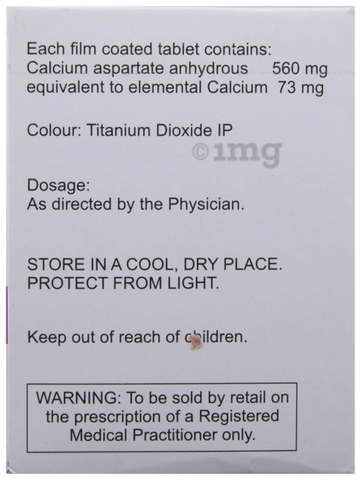 Each film coated tablet contains:
Calcium aspartate anhydrous 560 mg
equivalent to elemental Calcium 73 mg
Colour: Titanium Dioxide IP
©1mg
Dosage:
As directed by the Physician.
STORE IN A COOL, DRY PLACE.
PROTECT FROM LIGHT.
Keep out of reach of children.
WARNING: To be sold by retail on
the prescription of a Registered
Medical Practitioner only.